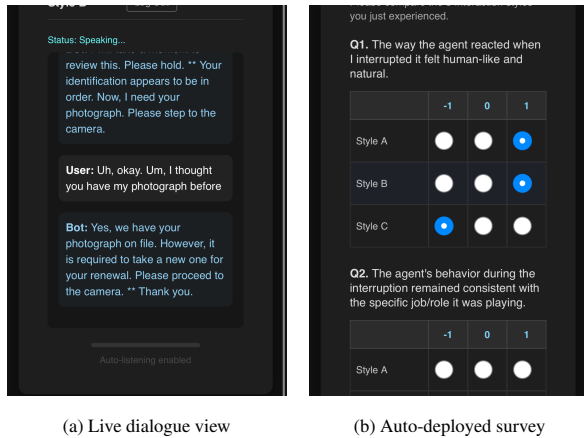 Status: Speaking...
review this. Please hold. ** Your
identification appears to be in
order. Now, I need your
photograph. Please step to the
camera.
User: Uh, okay. Um, I thought
you have my photograph before
Bot: Yes, we have your
photograph on file. However, it
is required to take a new one for
your renewal. Please proceed to
the camera. ** Thank you.
Auto-listening enabled
(a) Live dialogue view
you just experienced.
Q1. The way the agent reacted when
I interrupted it felt human-like and
natural.
-1 0 1
Style A
Style B
Style C
Q2. The agent's behavior during the
interruption remained consistent with
the specific job/role it was playing.
-1 0 1
Style A
(b) Auto-deployed survey